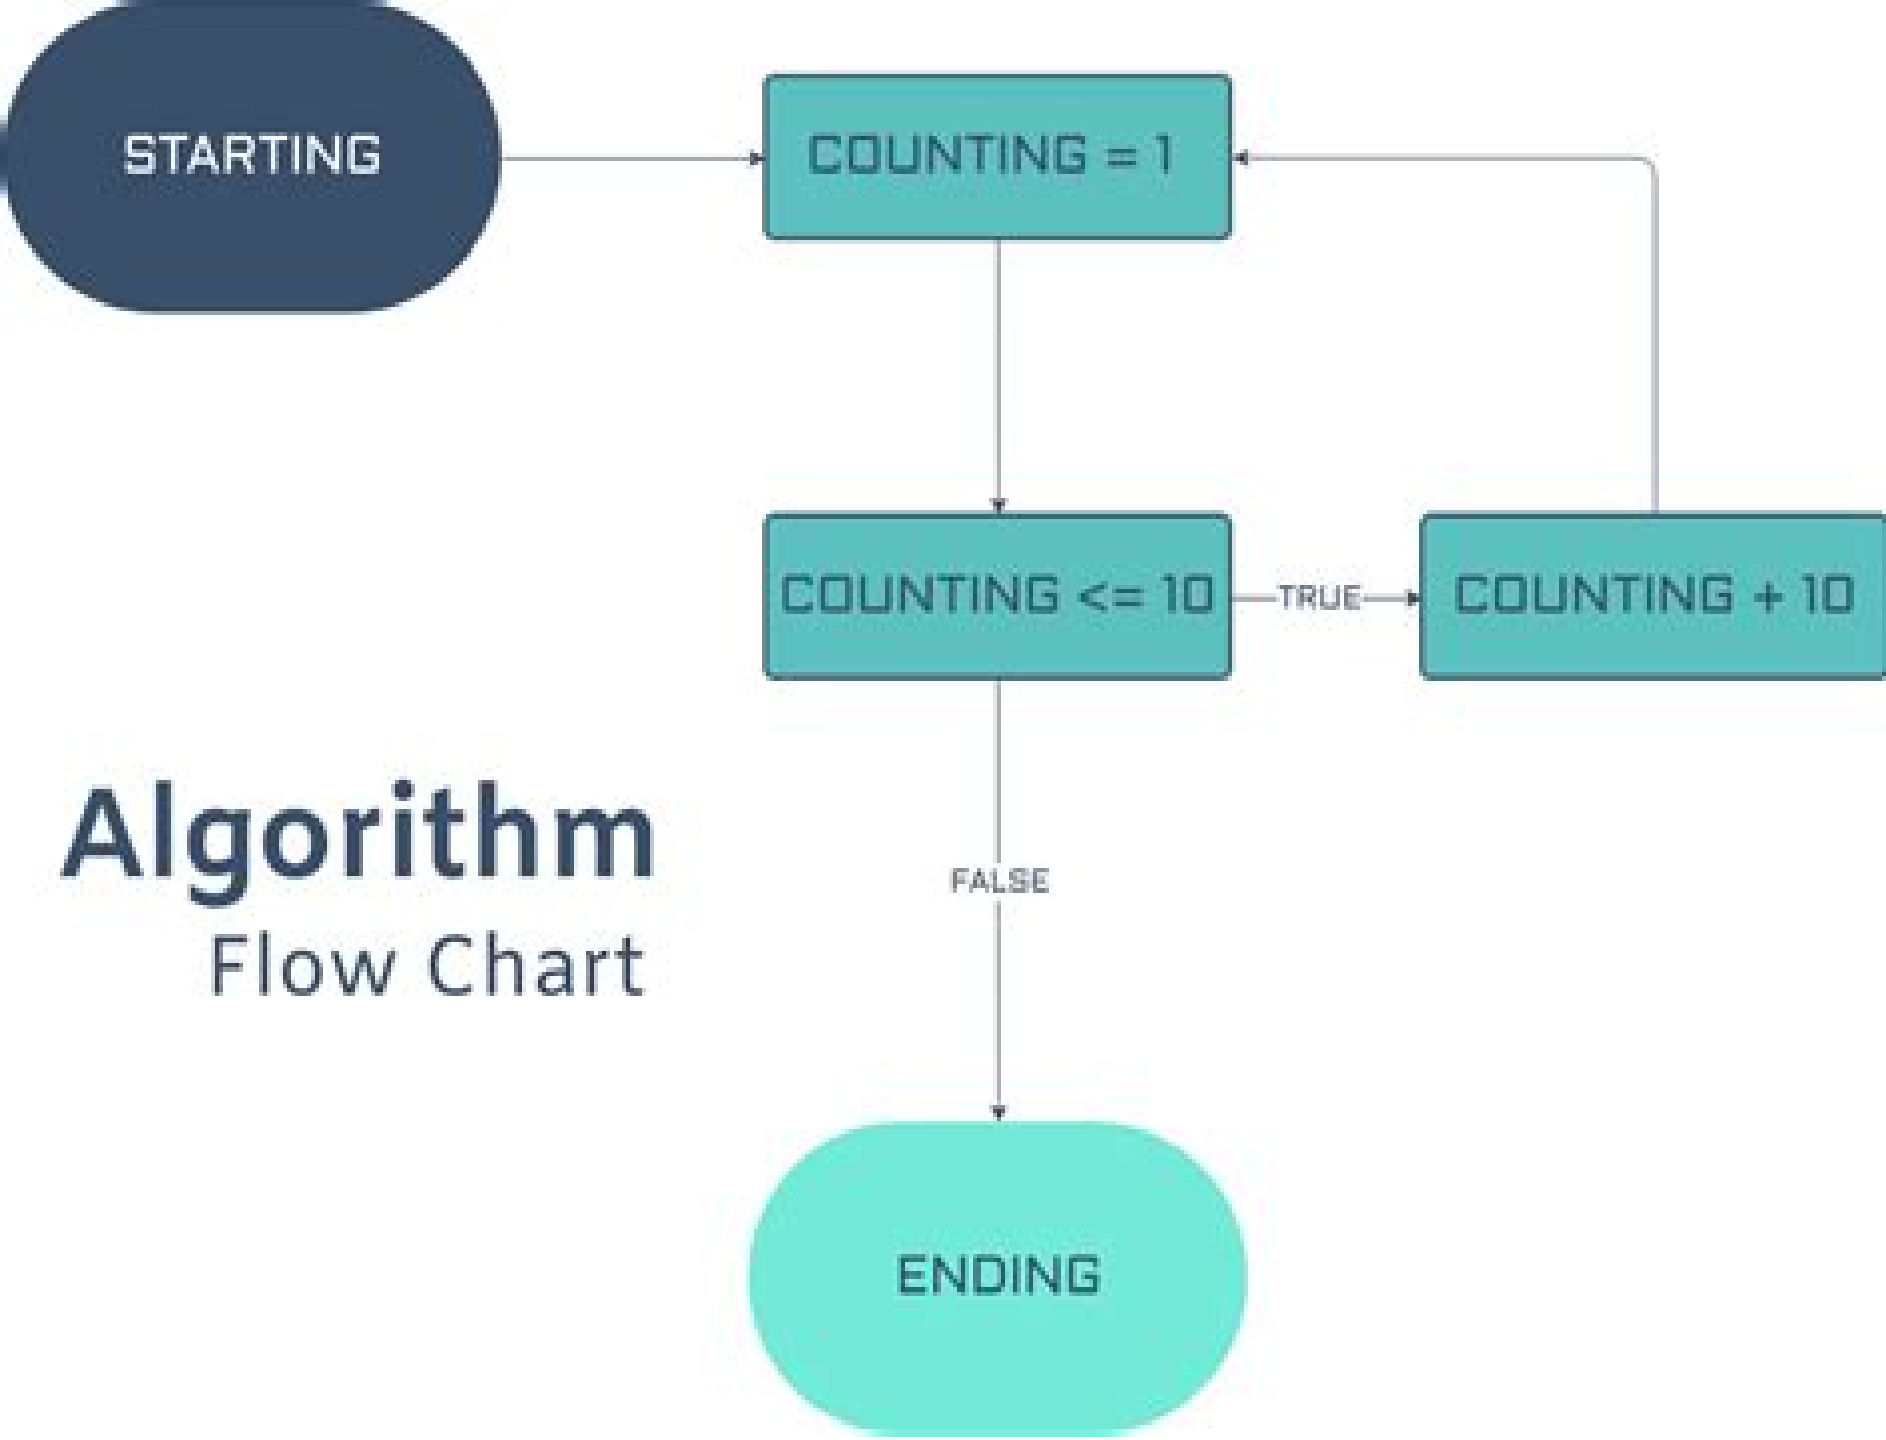 STARTING
COUNTING = 1
COUNTING <= 10
TRUE
COUNTING + 10
Algorithm
Flow Chart
FALSE
ENDING